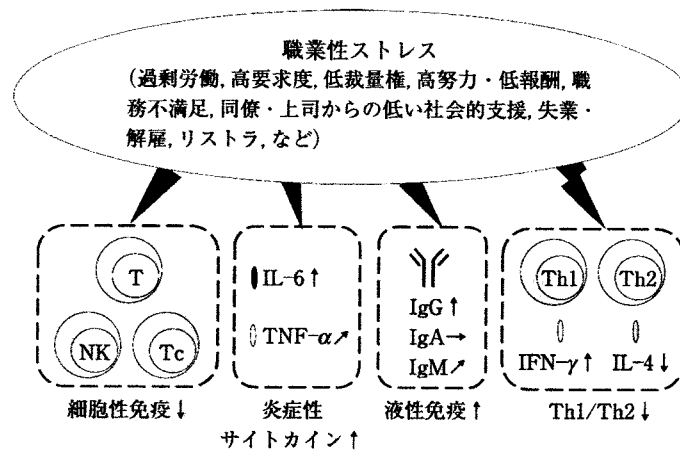 職業性ストレス
(過剰労働, 高要求度, 低裁量権, 高努力・低報酬, 職
務不満足, 同僚・上司からの低い社会的支援, 失業・
解雇, リストラ, など)
T
NK
Tc
細胞性免疫↓
IL-6↑
TNF-α↗
炎症性
サイトカイン↑
IgG↑
IgA→
IgM↗
液性免疫↑
Th1 Th2
IFN-γ↑ IL-4↓
Th1/Th2↓